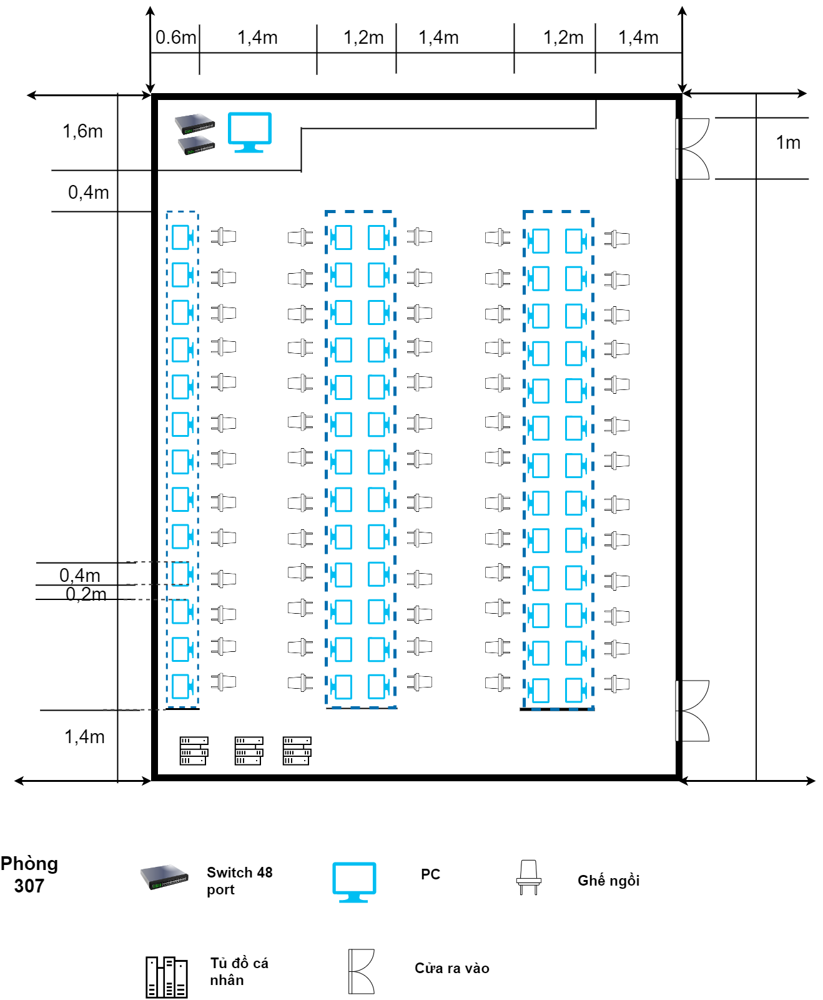 0.6m
1,4m
1,2m
1,4m
1,2m
1,4m
1,6m
1m
0,4m
0,4m
0,2m
1,4m
Phòng
307
Switch 48
port
PC
Ghế ngồi
Tủ đồ cá
nhân
Cửa ra vào